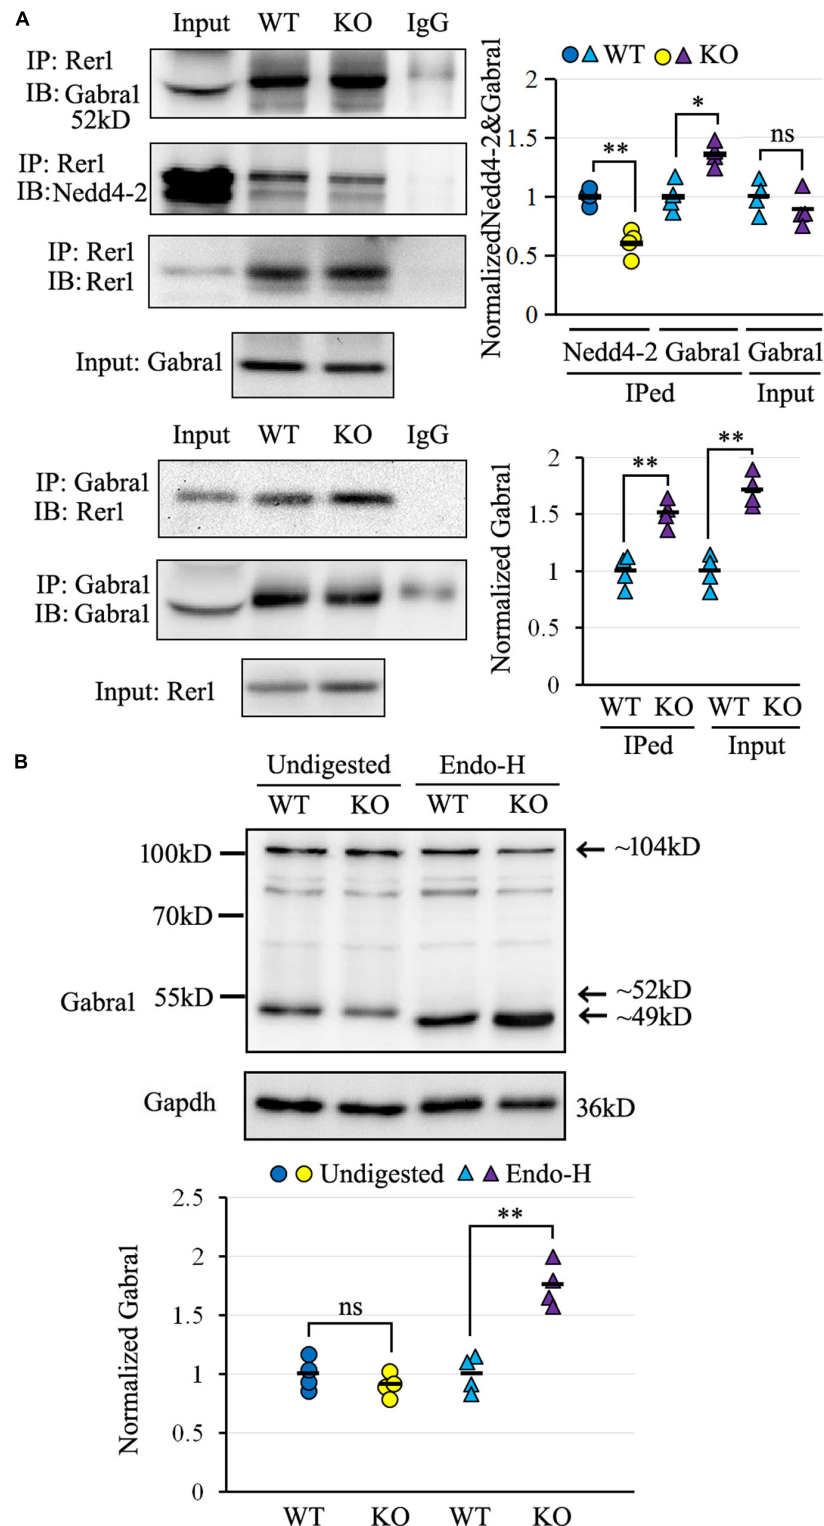 A
Input WT KO IgG
IP: Rer1
IB: Gabra1
52kD
IP: Rer1
IB: Nedd4-2
IP: Rer1
IB: Rer1
Input: Gabra1
WT KO
NormalizedNedd4-2&Gabra1
2
1.5
1
0.5
0
** * ns
Nedd4-2 Gabra1 Gabra1
IPed Input
Input WT KO IgG
IP: Gabra1
IB: Rer1
IP: Gabra1
IB: Gabra1
Input: Rer1
Normalized Gabra1
2
1.5
1
0.5
0
** **
WT KO WT KO
IPed Input
B
Undigested Endo-H
WT KO WT KO
100kD
70kD
55kD
Gabra1
~104kD
~52kD
~49kD
Gapdh
36kD
Undigested Endo-H
Normalized Gabra1
2.5
2
1.5
1
0.5
0
ns **
WT KO WT KO